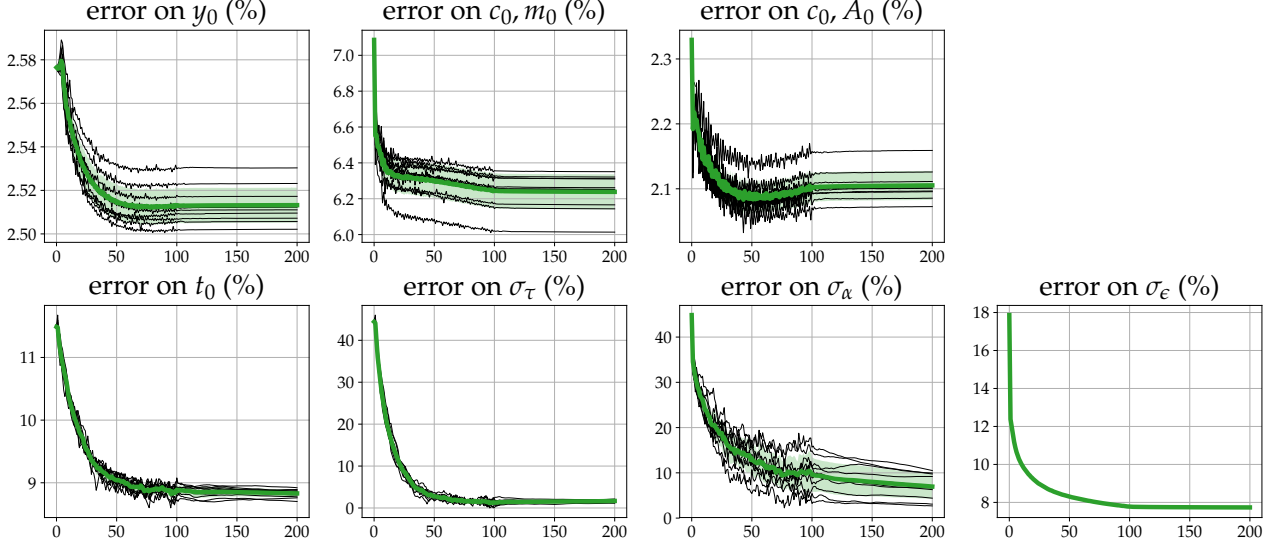 error on y₀ (%)
error on c₀, m₀ (%)
error on c₀, A₀ (%)
2.58
2.56
2.54
2.52
2.50
7.0
6.6
6.4
6.2
6.0
2.3
2.2
2.1
0 50 100 150 200
0 50 100 150 200
0 50 100 150 200
error on t₀ (%)
error on σ_τ (%)
error on σ_α (%)
error on σ_ϵ (%)
11
10
9
40
30
20
10
0
40
30
20
10
0
18
16
14
12
10
8
0 50 100 150 200
0 50 100 150 200
0 50 100 150 200
0 50 100 150 200